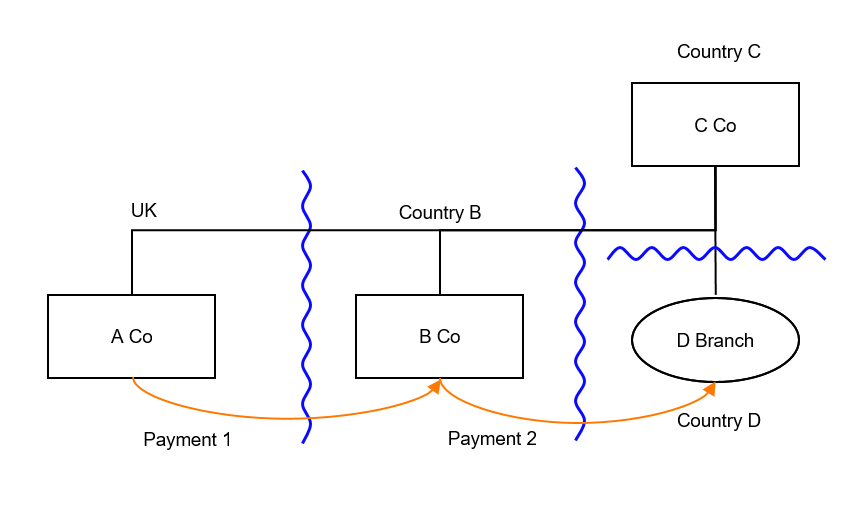 Country C
C Co
UK
Country B
A Co
B Co
D Branch
Country D
Payment 1
Payment 2